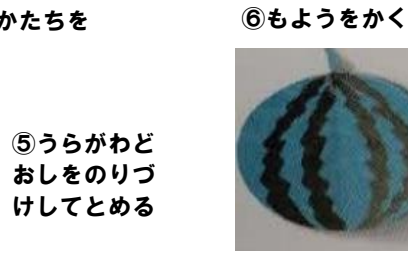 かたちを
⑥もようをかく
⑤うらがわど
おしをのりづ
けしてとめる